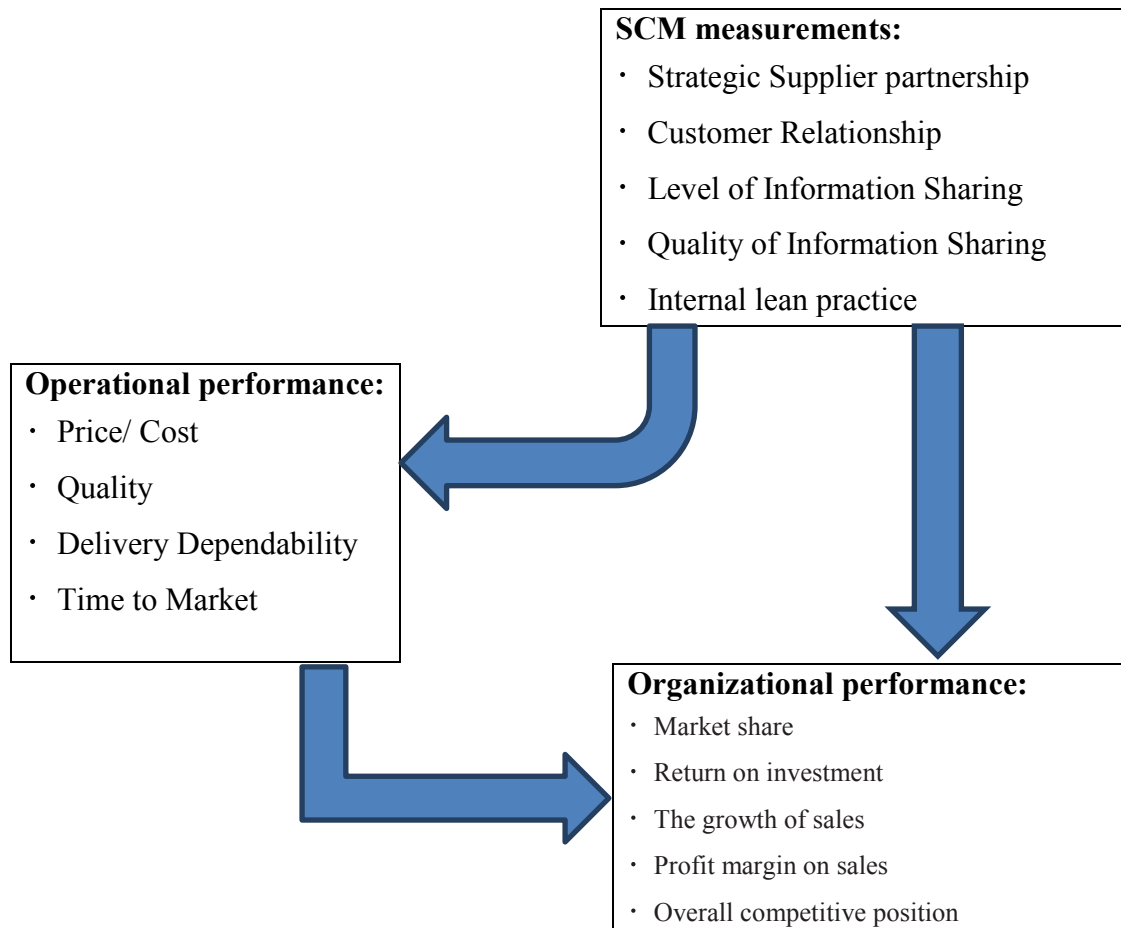 SCM measurements:
· Strategic Supplier partnership
· Customer Relationship
· Level of Information Sharing
· Quality of Information Sharing
· Internal lean practice
Operational performance:
· Price/ Cost
· Quality
· Delivery Dependability
· Time to Market
Organizational performance:
· Market share
· Return on investment
· The growth of sales
· Profit margin on sales
· Overall competitive position